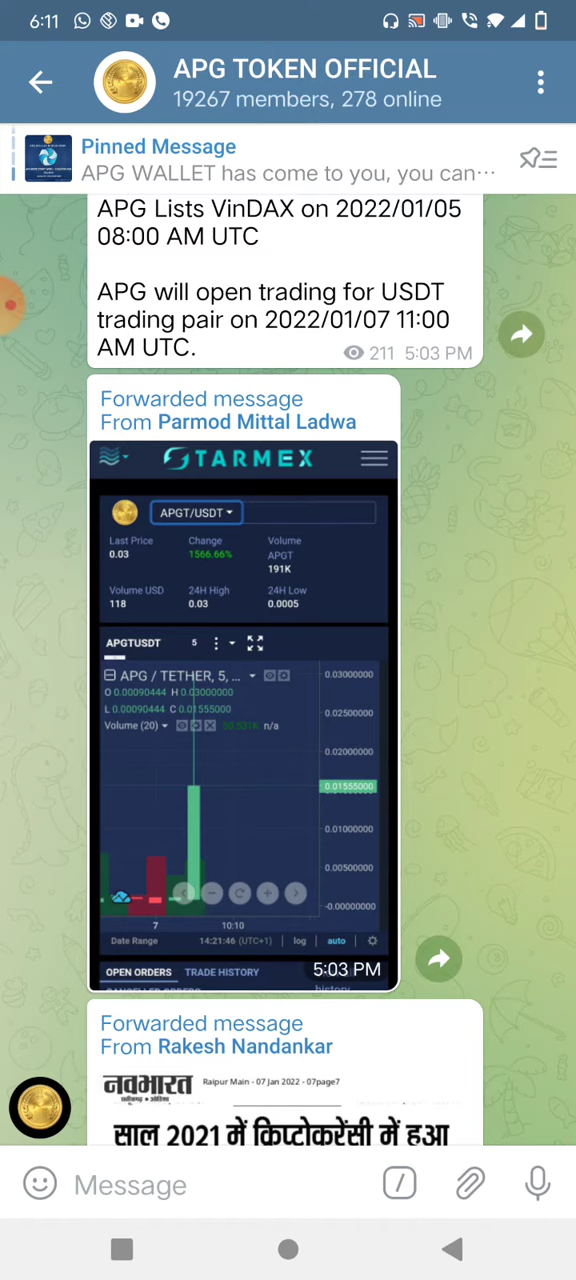 6:11
APG TOKEN OFFICIAL
19267 members, 278 online
Pinned Message
APG WALLET has come to you, you can···
APG Lists VinDAX on 2022/01/05
08:00 AM UTC
APG will open trading for USDT
trading pair on 2022/01/07 11:00
AM UTC.
211 5:03 PM
Forwarded message
From Parmod Mittal Ladwa
TARMEX
APGT/USDT
Last Price Change Volume
0.03 1566.66% APGT
191K
Volume USD 24H High 24H Low
118 0.03 0.0005
APGTUSDT 5
APG / TETHER, 5, ...
O 0.00090444 H 0.03000000
L 0.00090444 C 0.01555000
Volume (20) n/a
0.03000000
0.02500000
0.02000000
0.01555000
0.01000000
0.00500000
-0.00000000
7 10:10
Date Range 14:21:46 (UTC+1) log auto
OPEN ORDERS TRADE HISTORY
5:03 PM
Forwarded message
From Rakesh Nandankar
नवभारत Raipur Main - 07 Jan 2022 - 07page7
साल 2021 में क्रिप्टोकरेंसी में हुआ
Message